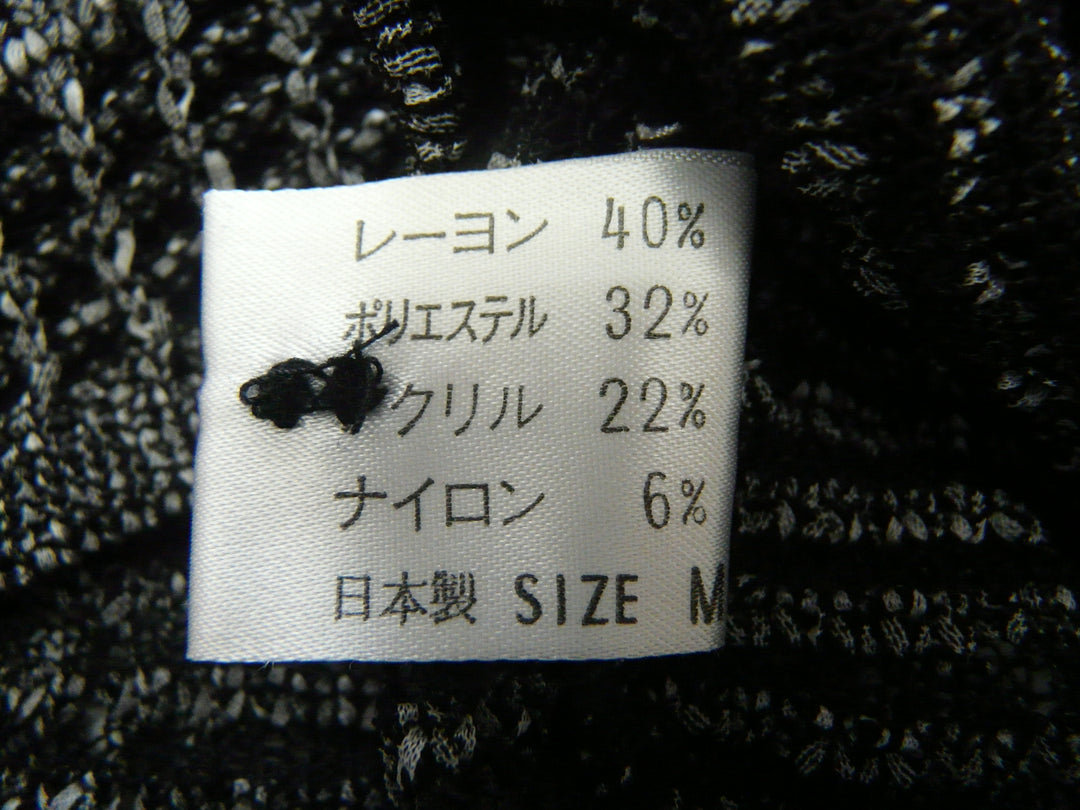 レーヨン 40%
ポリエステル 32%
クリル 22%
ナイロン 6%
日本製 SIZE M